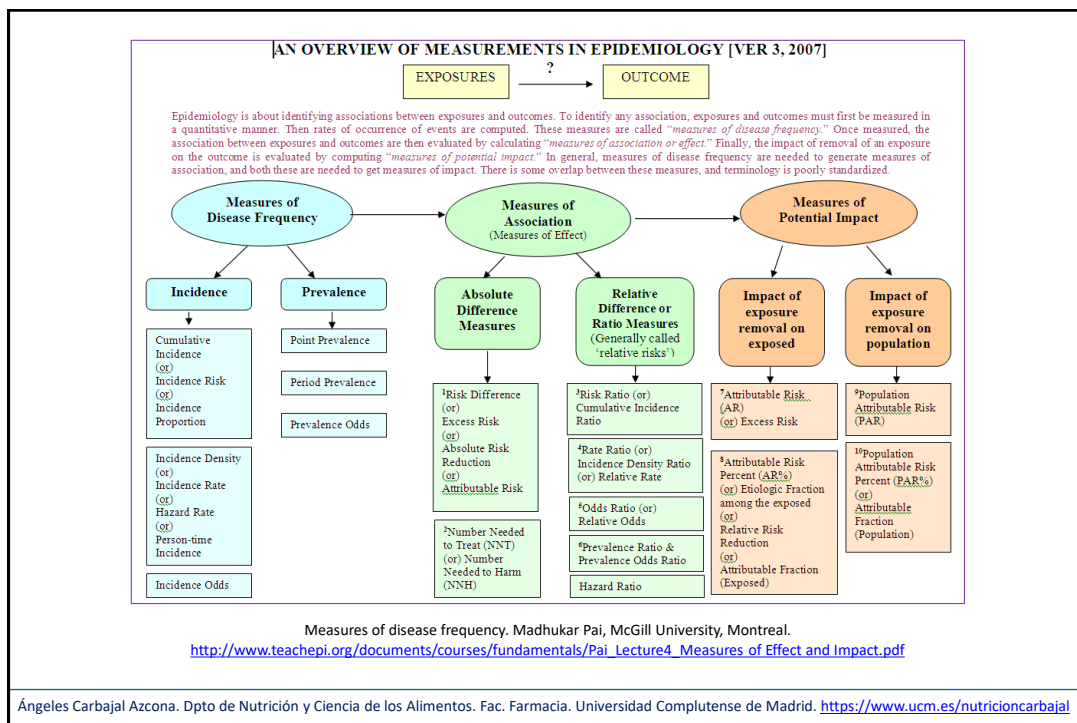 AN OVERVIEW OF MEASUREMENTS IN EPIDEMIOLOGY [VER 3, 2007]
?
EXPOSURES
OUTCOME
Epidemiology is about identifying associations between exposures and outcomes. To identify any association, exposures and outcomes must first be measured in
a quantitative manner. Then rates of occurrence of events are computed. These measures are called “measures of disease frequency.” Once measured, the
association between exposures and outcomes are then evaluated by calculating “measures of association or effect.” Finally, the impact of removal of an exposure
on the outcome is evaluated by computing “measures of potential impact.” In general, measures of disease frequency are needed to generate measures of
association, and both these are needed to get measures of impact. There is some overlap between these measures, and terminology is poorly standardized.
Measures of
Disease Frequency
Measures of
Association
(Measures of Effect)
Measures of
Potential Impact
Incidence
Prevalence
Absolute
Difference
Measures
Relative
Difference or
Ratio Measures
(Generally called
‘relative risks’)
Impact of
exposure
removal on
exposed
Impact of
exposure
removal on
population
Cumulative
Incidence
(or)
Incidence Risk
(or)
Incidence
Proportion
Incidence Density
(or)
Incidence Rate
(or)
Hazard Rate
(or)
Person-time
Incidence
Incidence Odds
Point Prevalence
Period Prevalence
Prevalence Odds
¹Risk Difference
(or)
Excess Risk
(or)
Absolute Risk
Reduction
(or)
Attributable Risk
²Number Needed
to Treat (NNT)
(or) Number
Needed to Harm
(NNH)
³Risk Ratio (or)
Cumulative Incidence
Ratio
⁴Rate Ratio (or)
Incidence Density Ratio
(or) Relative Rate
⁵Odds Ratio (or)
Relative Odds
⁶Prevalence Ratio &
Prevalence Odds Ratio
Hazard Ratio
⁷Attributable Risk
(AR)
(or) Excess Risk
⁸Attributable Risk
Percent (AR%)
(or) Etiologic Fraction
among the exposed
(or)
Relative Risk
Reduction
(or)
Attributable Fraction
(Exposed)
⁹Population
Attributable Risk
(PAR)
¹⁰Population
Attributable Risk
Percent (PAR%)
(or)
Attributable
Fraction
(Population)
Measures of disease frequency. Madhukar Pai, McGill University, Montreal.
http://www.teachepi.org/documents/courses/fundamentals/Pai_Lecture4_Measures of Effect and Impact.pdf
Ángeles Carbajal Azcona. Dpto de Nutrición y Ciencia de los Alimentos. Fac. Farmacia. Universidad Complutense de Madrid. https://www.ucm.es/nutricioncarbajal